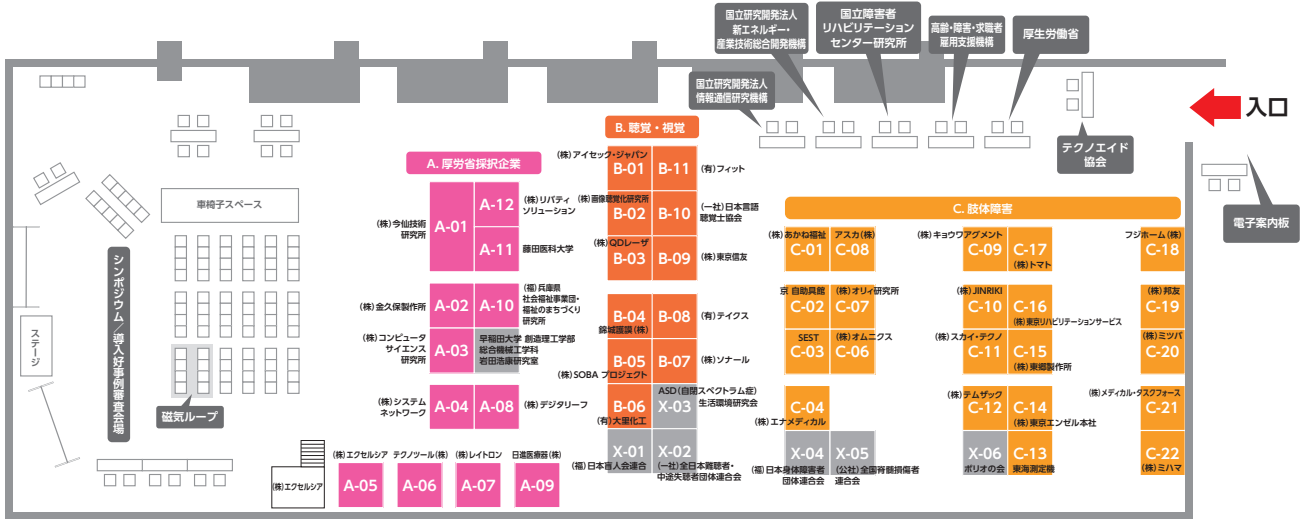 国立研究開発法人
新エネルギー・
産業技術総合開発機構
国立障害者
リハビリテーション
センター研究所
高齢・障害・求職者
雇用支援機構
厚生労働省
国立研究開発法人
情報通信研究機構
入口
テクノエイド
協会
電子案内板
車椅子スペース
シンポジウム／導入好事例審査会場
ステージ
磁気ループ
A. 厚労省採択企業
(株)今仙技術
研究所
A-01
A-12
(株)リバティ
ソリューション
A-11
藤田医科大学
(株)金久保製作所
A-02
A-10
(福)兵庫県
社会福祉事業団・
福祉のまちづくり
研究所
(株)コンピュータ
サイエンス
研究所
A-03
早稲田大学 創造理工学部
総合機械工学科
岩田浩康研究室
(株)システム
ネットワーク
A-04
A-08
(株)デジタリーフ
(株)エクセルシア
(株)エクセルシア
A-05
テクノツール(株)
A-06
(株)レイトロン
A-07
日進医療器(株)
A-09
B. 聴覚・視覚
(株)アイセック・ジャパン
B-01
B-11
(有)フィット
(株)画像聴覚化研究所
B-02
B-10
(一社)日本言語
聴覚士協会
(株)QDレーザ
B-03
B-09
(株)東京信友
B-04
錦城護謨(株)
B-08
(有)テイクス
B-05
(株)SOBA プロジェクト
B-07
(株)ソナール
B-06
(有)大里化工
ASD(自閉スペクトラム症)
生活環境研究会
X-03
X-01
(福)日本盲人会連合
X-02
(一社)全日本難聴者・
中途失聴者団体連合会
C. 肢体障害
(株)あかね福祉
C-01
アスカ(株)
C-08
京 自助具館
C-02
(株)オリィ研究所
C-07
SEST
C-03
(株)オムニクス
C-06
C-04
(株)エナメディカル
X-04
(福)日本身体障害者
団体連合会
X-05
(公社)全国脊髄損傷者
連合会
(株)キョウワアグメント
C-09
C-17
(株)トマト
(株)JINRIKI
C-10
C-16
(株)東京リハビリテーションサービス
(株)スカイ・テクノ
C-11
C-15
(株)東郷製作所
(株)テムザック
C-12
C-14
(株)東京エンゼル本社
X-06
ポリオの会
C-13
東海測定機
フジホーム(株)
C-18
(株)邦友
C-19
(株)ミツバ
C-20
(株)メディカル・タスクフォース
C-21
C-22
(株)ミハマ